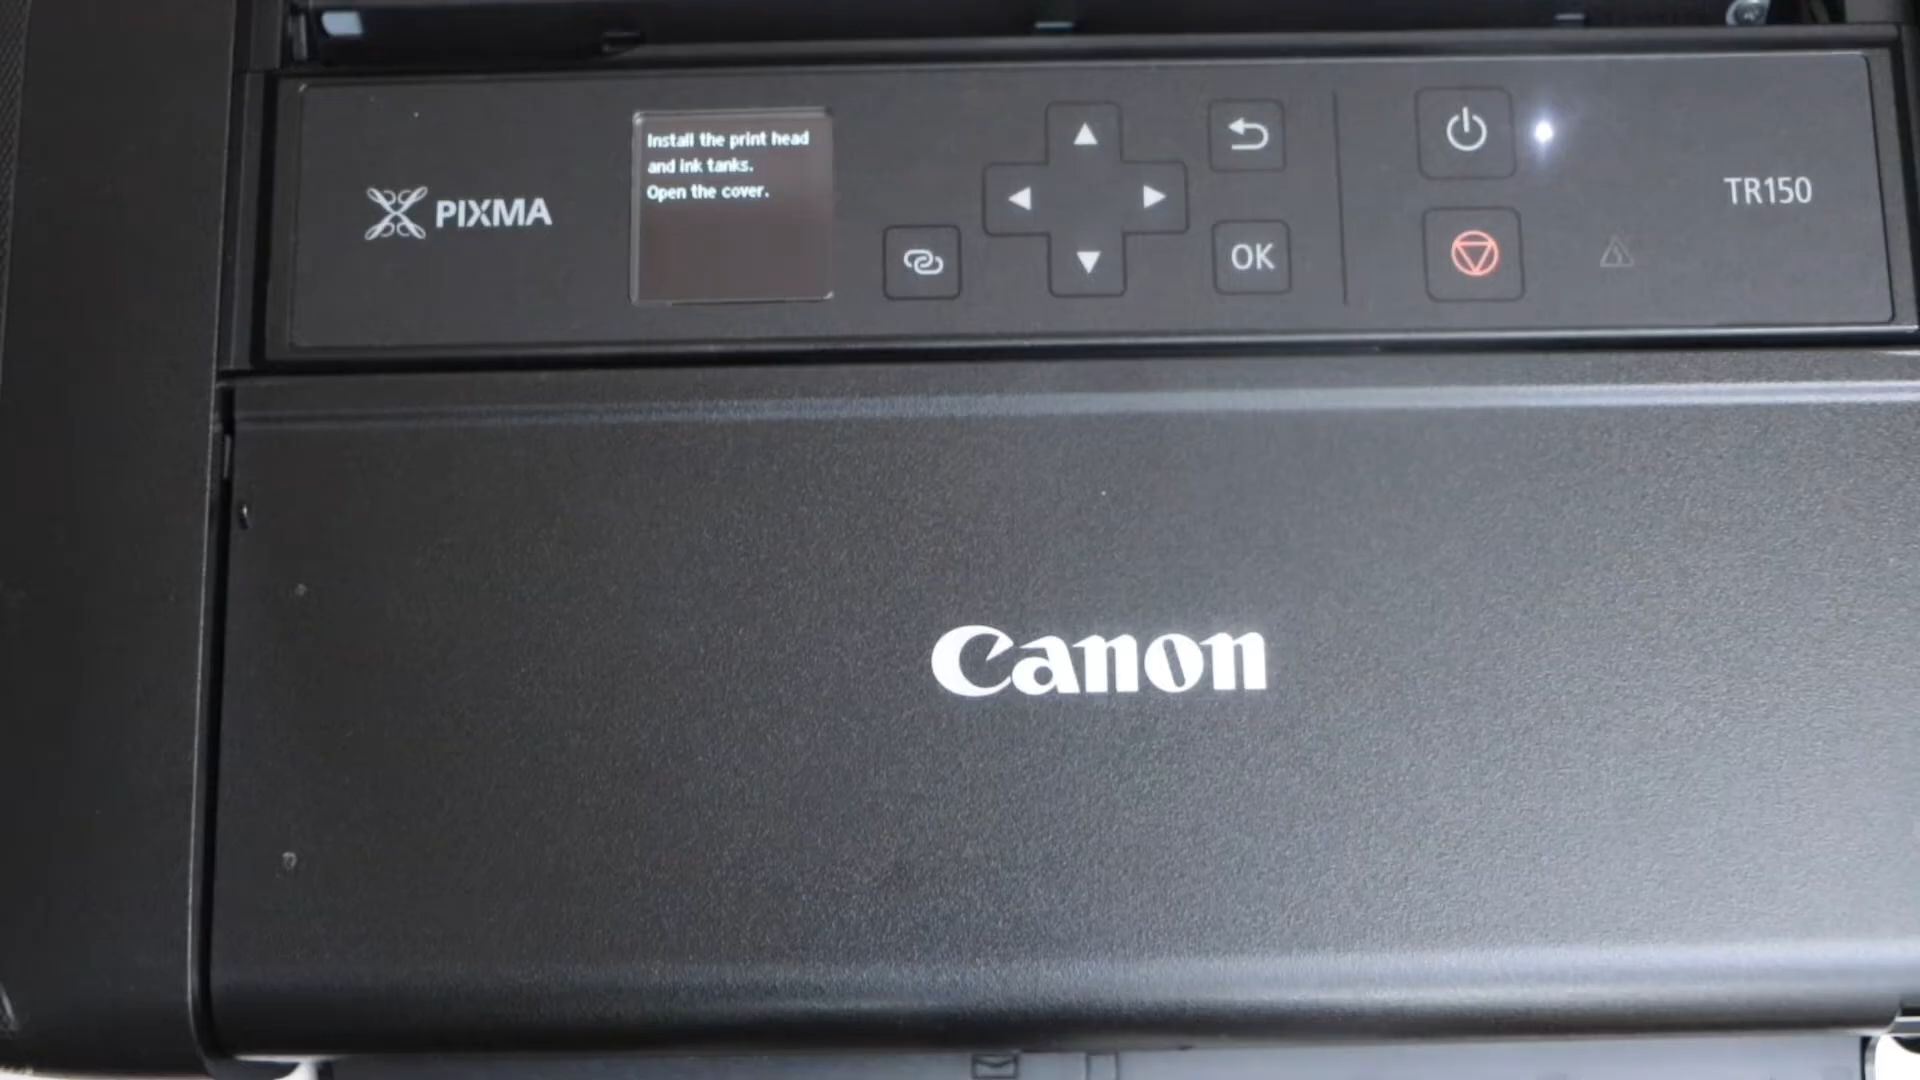 Install the print head
and ink tanks.
Open the cover.
PIXMA
OK
TR150
Canon